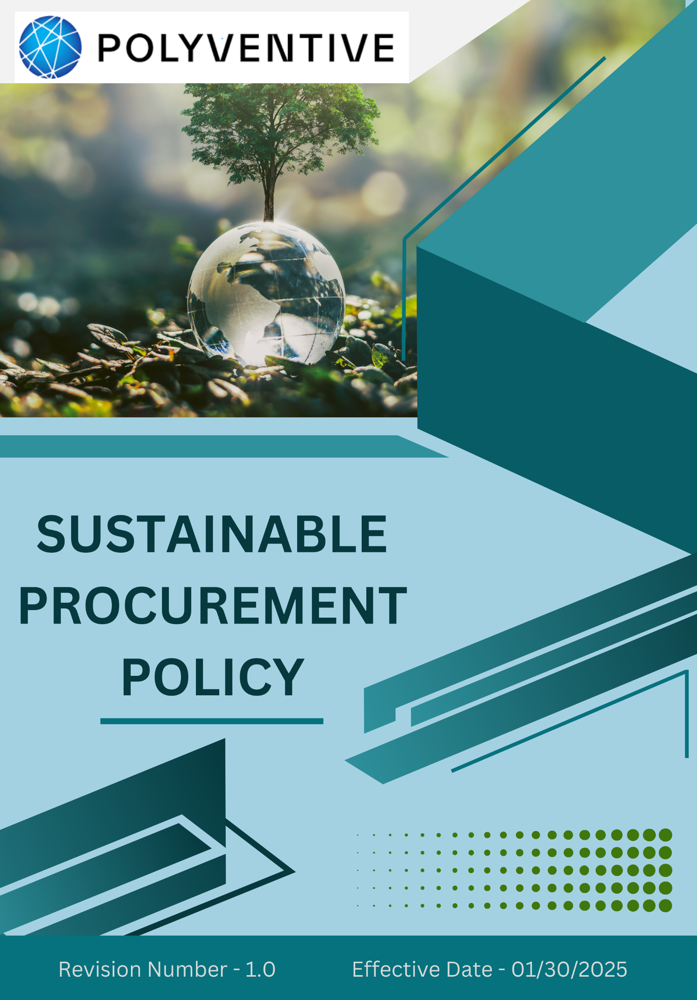 POLYVENTIVE
SUSTAINABLE
PROCUREMENT
POLICY
Revision Number - 1.0
Effective Date - 01/30/2025